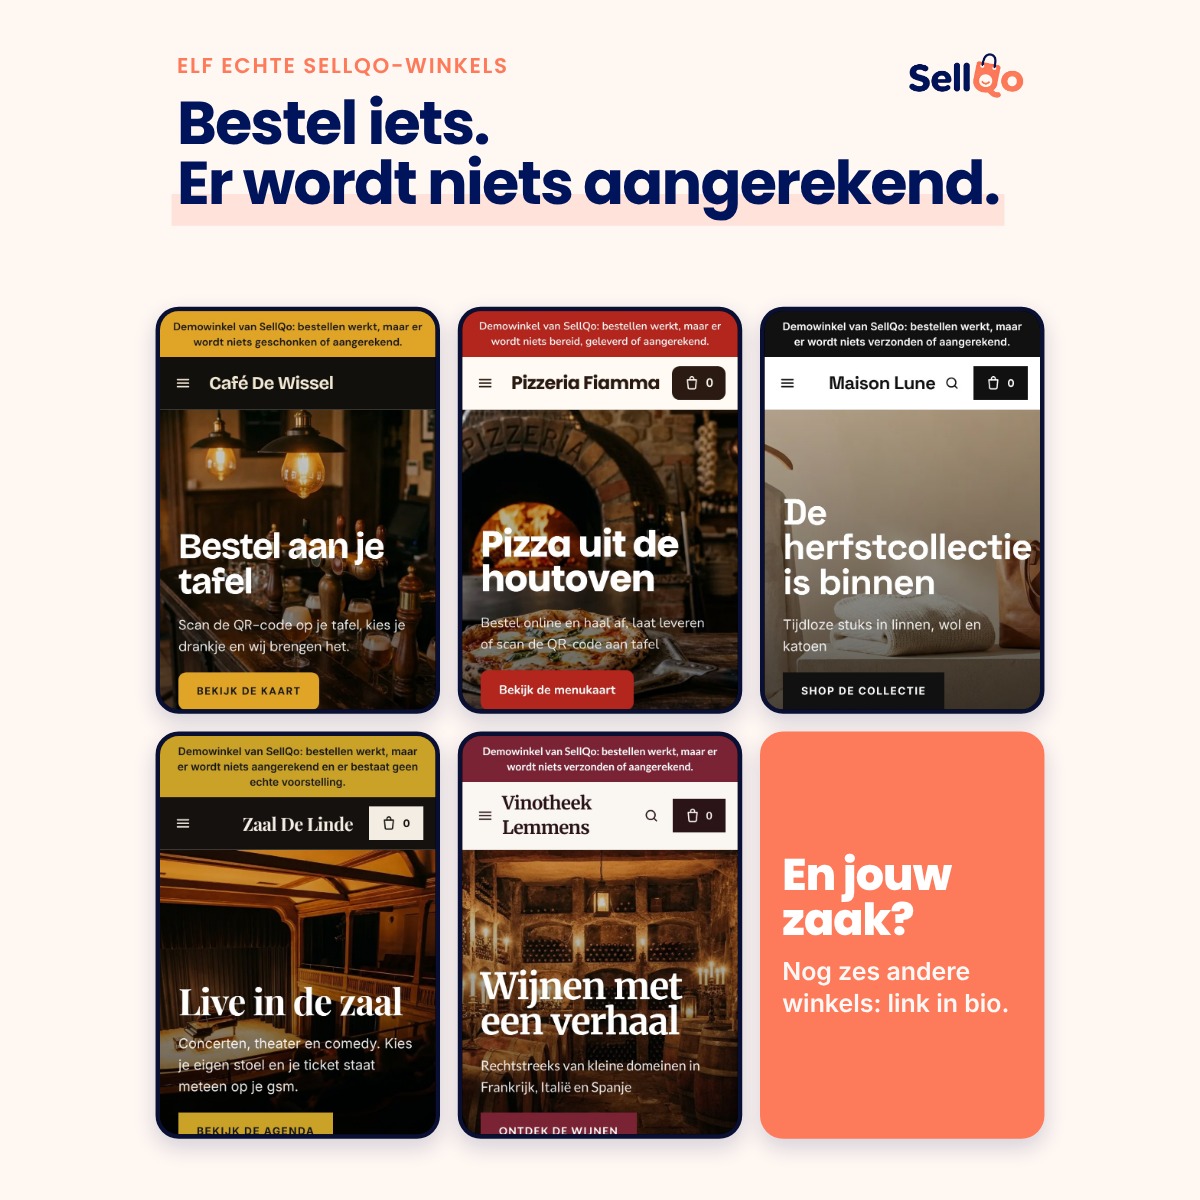 ELF ECHTE SELLQO-WINKELS
SellQo
Bestel iets.
Er wordt niets aangerekend.
Demowinkel van SellQo: bestellen werkt, maar er
wordt niets geschonken of aangerekend.
Café De Wissel
Bestel aan je
tafel
Scan de QR-code op je tafel, kies je
drankje en wij brengen het.
BEKIJK DE KAART
Demowinkel van SellQo: bestellen werkt, maar er
wordt niets bereid, geleverd of aangerekend.
Pizzeria Fiamma
0
PIZZERIA
Pizza uit de
houtoven
Bestel online en haal af, laat leveren
of scan de QR-code aan tafel
Bekijk de menukaart
Demowinkel van SellQo: bestellen werkt, maar
er wordt niets verzonden of aangerekend.
Maison Lune
0
De
herfstcollectie
is binnen
Tijdloze stuks in linnen, wol en
katoen
SHOP DE COLLECTIE
Demowinkel van SellQo: bestellen werkt, maar
er wordt niets aangerekend en er bestaat geen
echte voorstelling.
Zaal De Linde
0
Live in de zaal
Concerten, theater en comedy. Kies
je eigen stoel en je ticket staat
meteen op je gsm.
BEKIJK DE AGENDA
Demowinkel van SellQo: bestellen werkt, maar er
wordt niets verzonden of aangerekend.
Vinotheek
Lemmens
0
Wijnen met
een verhaal
Rechtstreeks van kleine domeinen in
Frankrijk, Italië en Spanje
ONTDEK DE WIJNEN
En jouw
zaak?
Nog zes andere
winkels: link in bio.